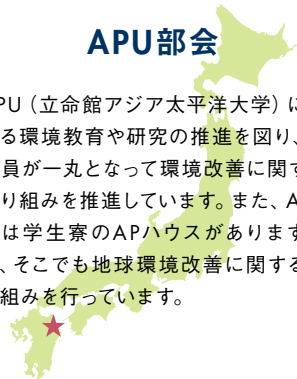 APU部会
PU（立命館アジア太平洋大学）に
る環境教育や研究の推進を図り、
員が一丸となって環境改善に関す
り組みを推進しています。また、A
は学生寮のAPハウスがあります
、そこでも地球環境改善に関する
組みを行っています。